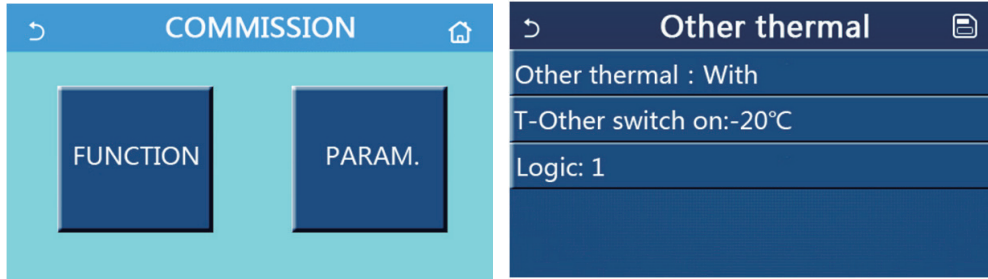 COMMISSION
FUNCTION
PARAM.
Other thermal
Other thermal : With
T-Other switch on:-20℃
Logic: 1